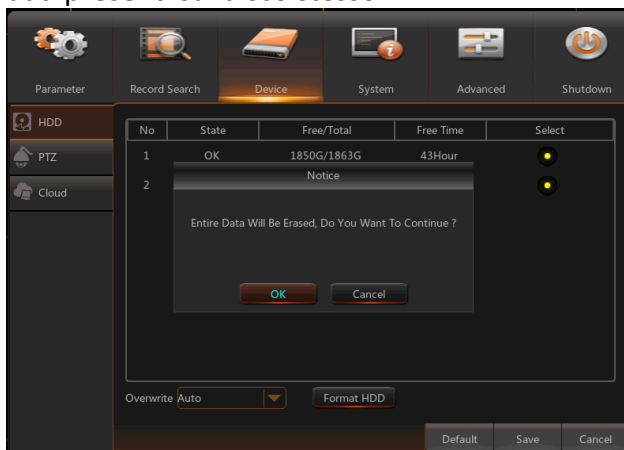 Parameter Record Search Device System Advanced Shutdown
HDD
PTZ
Cloud
No State Free/Total Free Time Select
1 OK 1850G/1863G 43Hour
2
Notice
Entire Data Will Be Erased, Do You Want To Continue ?
OK Cancel
Overwrite Auto Format HDD
Default Save Cancel